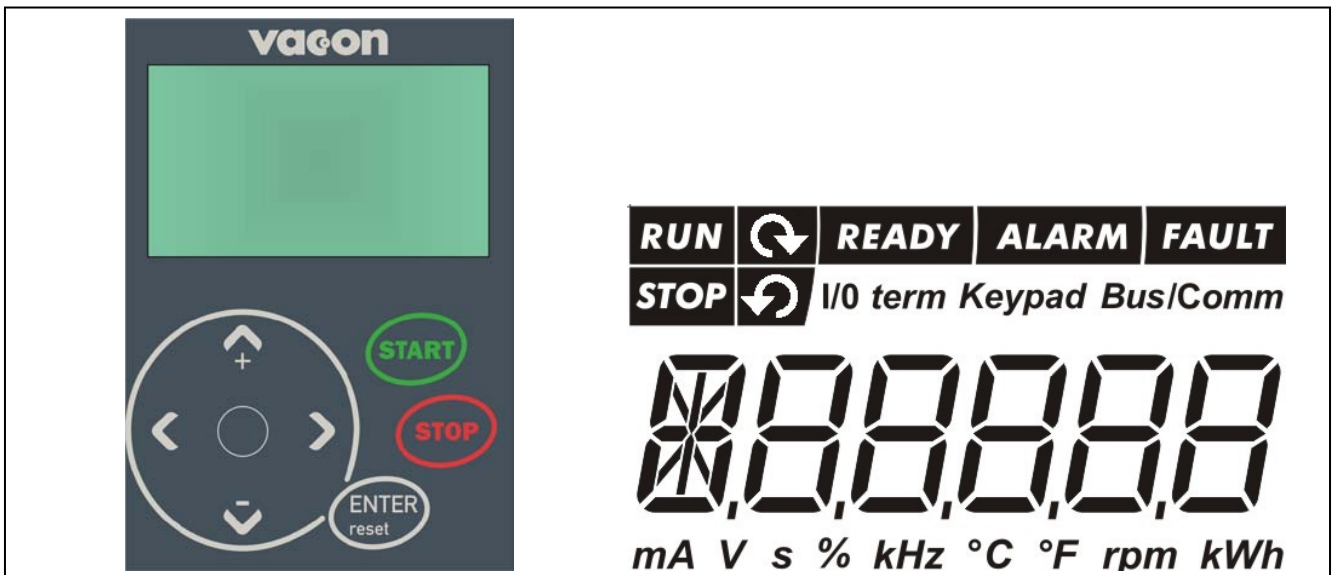 vacon
+
START
STOP
-
ENTER
reset
RUN READY ALARM FAULT
STOP I/0 term Keypad Bus/Comm
mA V s % kHz °C °F rpm kWh